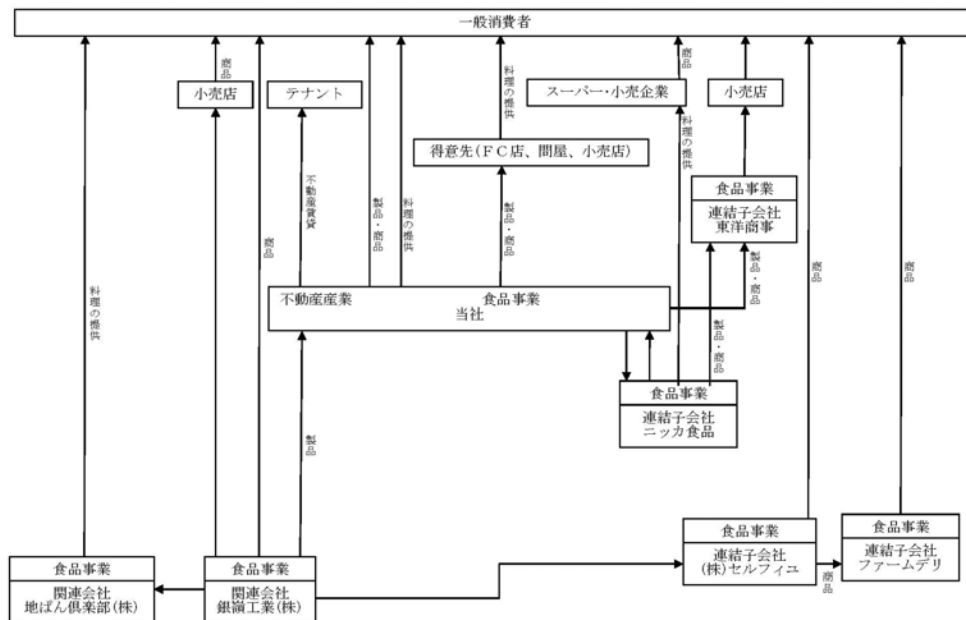 一般消費者
商品
商品
小売店
テナント
料理の提供
スーパー・小売企業
小売店
料理の提供
得意先(FC店、問屋、小売店)
不動産賃貸
食品事業
連結子会社
東洋商事
料理の提供
商品
製品・商品
料理の提供
製品・商品
製品・商品
商品
商品
不動産産業 食品事業
当社
製品・商品
食品事業
連結子会社
ニッカ食品
製品
食品事業
連結子会社
(株)セルフィユ
食品事業
連結子会社
ファームデリ
商品
食品事業
関連会社
地ぱん倶楽部(株)
食品事業
関連会社
銀嶺工業(株)